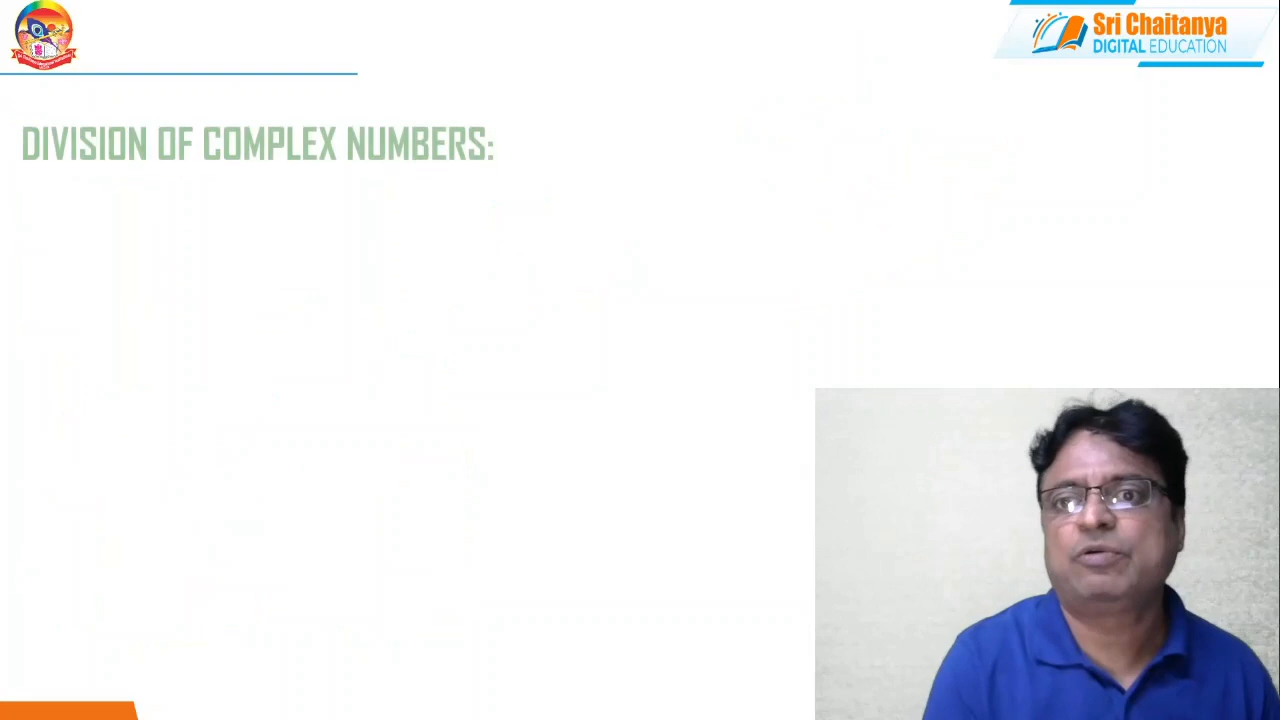 Sri Chaitanya
DIGITAL EDUCATION
DIVISION OF COMPLEX NUMBERS: